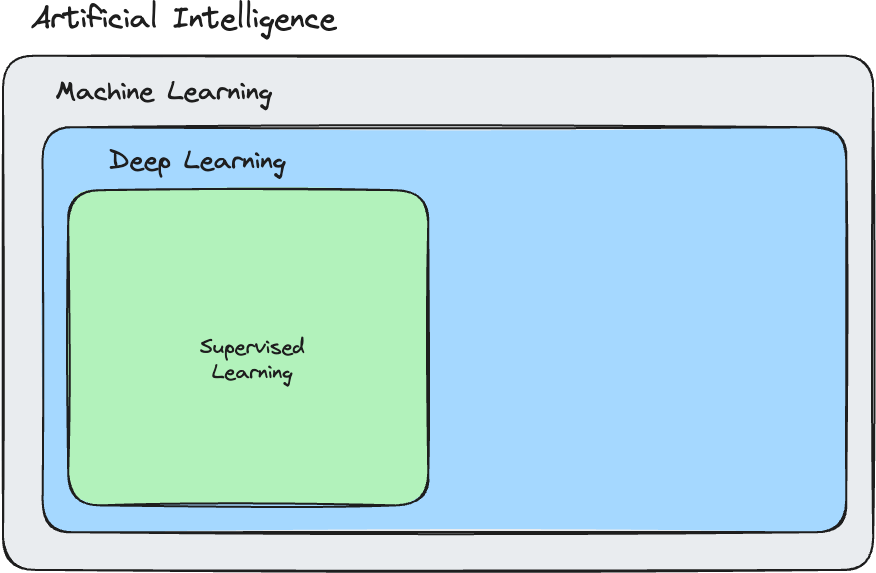 Artificial Intelligence
Machine Learning
Deep Learning
Supervised
Learning